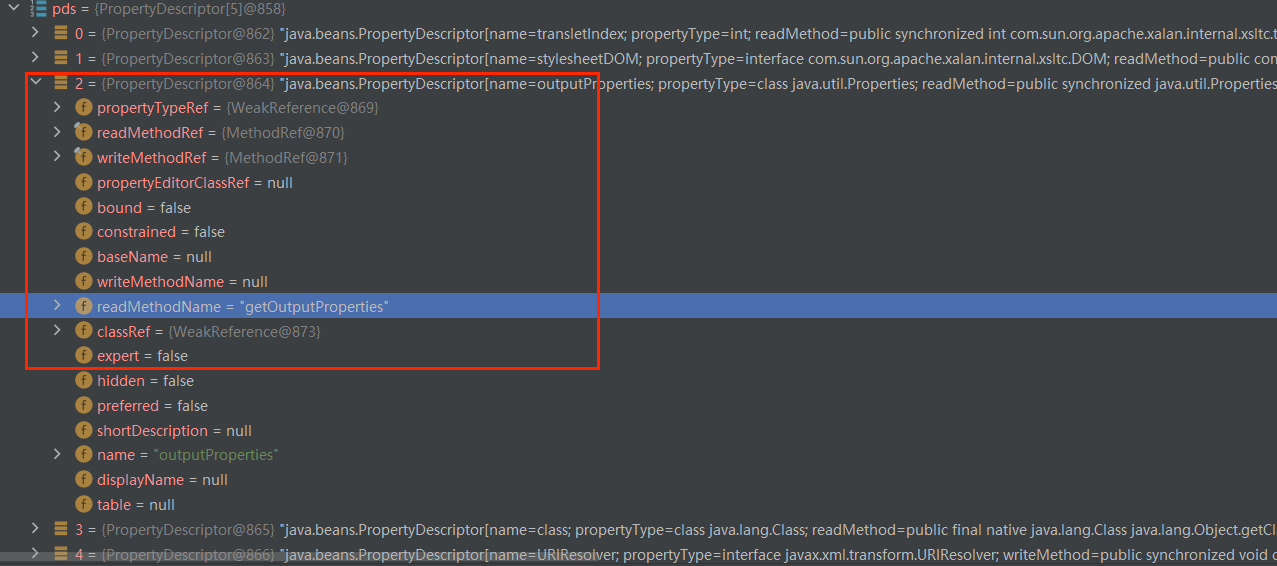 pds = {PropertyDescriptor[5]@858}
0 = {PropertyDescriptor@862} "java.beans.PropertyDescriptor[name=transletIndex; propertyType=int; readMethod=public synchronized int com.sun.org.apache.xalan.internal.xsltc.t
1 = {PropertyDescriptor@863} "java.beans.PropertyDescriptor[name=stylesheetDOM; propertyType=interface com.sun.org.apache.xalan.internal.xsltc.DOM; readMethod=public com
2 = {PropertyDescriptor@864} "java.beans.PropertyDescriptor[name=outputProperties; propertyType=class java.util.Properties; readMethod=public synchronized java.util.Properties
f propertyTypeRef = {WeakReference@869}
f readMethodRef = {MethodRef@870}
f writeMethodRef = {MethodRef@871}
f propertyEditorClassRef = null
f bound = false
f constrained = false
f baseName = null
f writeMethodName = null
f readMethodName = "getOutputProperties"
f classRef = {WeakReference@873}
f expert = false
f hidden = false
f preferred = false
f shortDescription = null
f name = "outputProperties"
f displayName = null
f table = null
3 = {PropertyDescriptor@865} "java.beans.PropertyDescriptor[name=class; propertyType=class java.lang.Class; readMethod=public final native java.lang.Class java.lang.Object.getCl
4 = {PropertyDescriptor@866} "java.beans.PropertyDescriptor[name=URIResolver; propertyType=interface javax.xml.transform.URIResolver; writeMethod=public synchronized void